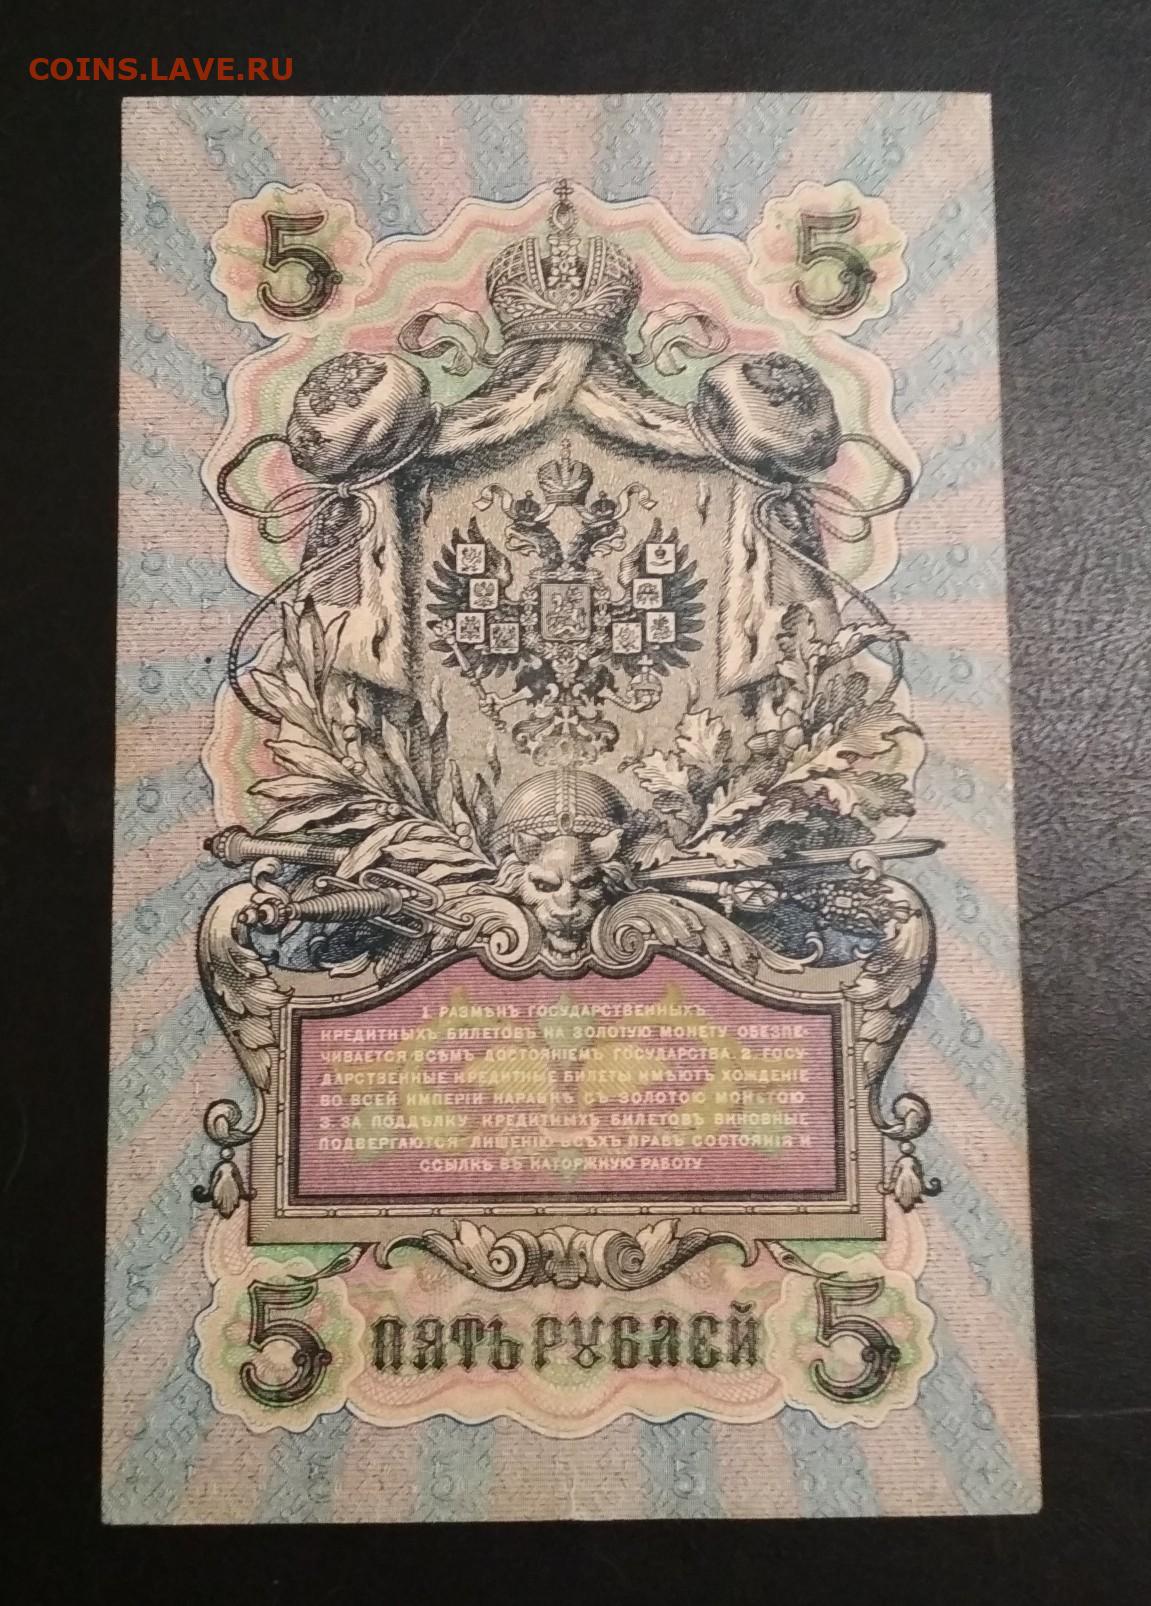 COINS.LAVE.RU
5 5
1. РАЗМѢНЪ ГОСУДАРСТВЕННЫХЪ
КРЕДИТНЫХЪ БИЛЕТОВЪ НА ЗОЛОТУЮ МОНЕТУ ОБЕЗПЕ-
ЧИВАЕТСЯ ВСѢМЪ ДОСТОЯНІЕМЪ ГОСУДАРСТВА. 2. ГОСУ-
ДАРСТВЕННЫЕ КРЕДИТНЫЕ БИЛЕТЫ ИМѢЮТЪ ХОЖДЕНІЕ
ВО ВСЕЙ ИМПЕРІИ НАРАВНѢ СЪ ЗОЛОТОЮ МОНЕТОЮ
3. ЗА ПОДДѢЛКУ КРЕДИТНЫХЪ БИЛЕТОВЪ ВИНОВНЫЕ
ПОДВЕРГАЮТСЯ ЛИШЕНІЮ ВСѢХЪ ПРАВЪ СОСТОЯНІЯ И
ССЫЛКѢ ВЪ КАТОРЖНУЮ РАБОТУ
5 ПЯТЬ РУБЛЕЙ 5